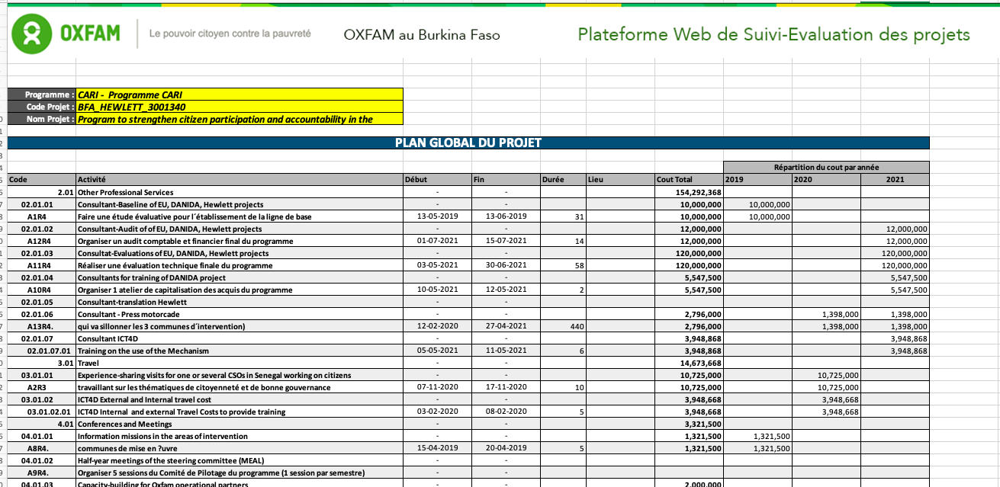 OXFAM Le pouvoir citoyen contre la pauvreté OXFAM au Burkina Faso Plateforme Web de Suivi-Evaluation des projets
Programme : CARI - Programme CARI
Code Projet : BFA_HEWLETT_3001340
Nom Projet : Program to strengthen citizen participation and accountability in the
PLAN GLOBAL DU PROJET
Répartition du cout par année
Code Activité Début Fin Durée Lieu Cout Total 2019 2020 2021
2.01 Other Professional Services - - 154,292,368
02.01.01 Consultant-Baseline of EU, DANIDA, Hewlett projects - - 10,000,000 10,000,000
A1R4 Faire une étude évaluative pour l´établissement de la ligne de base 13-05-2019 13-06-2019 31 10,000,000 10,000,000
02.01.02 Consultant-Audit of of EU, DANIDA, Hewlett projects - - 12,000,000 12,000,000
A12R4 Organiser un audit comptable et financier final du programme 01-07-2021 15-07-2021 14 12,000,000 12,000,000
02.01.03 Consultat-Evaluations of EU, DANIDA, Hewlett projects - - 120,000,000 120,000,000
A11R4 Réaliser une évaluation technique finale du programme 03-05-2021 30-06-2021 58 120,000,000 120,000,000
02.01.04 Consultants for training of DANIDA project - - 5,547,500 5,547,500
A10R4 Organiser 1 atelier de capitalisation des acquis du programme 10-05-2021 12-05-2021 2 5,547,500 5,547,500
02.01.05 Consultant-translation Hewlett - -
02.01.06 Consultant - Press motorcade - - 2,796,000 1,398,000 1,398,000
A13R4. qui va sillonner les 3 communes d´intervention) 12-02-2020 27-04-2021 440 2,796,000 1,398,000 1,398,000
02.01.07 Consultant ICT4D - - 3,948,868 3,948,868
02.01.07.01 Training on the use of the Mechanism 05-05-2021 11-05-2021 6 3,948,868 3,948,868
3.01 Travel - - 14,673,668
03.01.01 Experience-sharing visits for one or several CSOs in Senegal working on citizens - - 10,725,000 10,725,000
A2R3 travaillant sur les thématiques de citoyenneté et de bonne gouvernance 07-11-2020 17-11-2020 10 10,725,000 10,725,000
03.01.02 ICT4D External and Internal travel cost - - 3,948,668 3,948,668
03.01.02.01 ICT4D Internal and external Travel Costs to provide training 03-02-2020 08-02-2020 5 3,948,668 3,948,668
4.01 Conferences and Meetings - - 3,321,500
04.01.01 Information missions in the areas of intervention - - 1,321,500 1,321,500
A8R4. communes de mise en ?uvre 15-04-2019 20-04-2019 5 1,321,500 1,321,500
04.01.02 Half-year meetings of the steering committee (MEAL) - -
A9R4. Organiser 5 sessions du Comité de Pilotage du programme (1 session par semestre) - -
04.01.03 Capacity-building for Oxfam operational partners - - 2,000,000